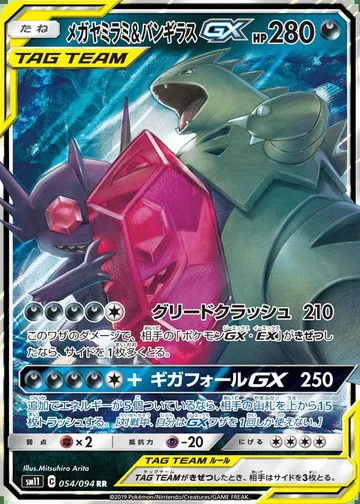 たね メガヤミラミ&バンギラスGX HP280
TAG TEAM
グリードクラッシュ 210
このワザのダメージで、相手の「ポケモンGX・EX」がきぜつし
たなら、サイドを1枚多くとる。
+ ギガフォールGX 250
追加でエネルギーが5個ついているなら、相手の山札を上から15
枚トラッシュする。[対戦中、自分はGXワザを1回しか使えない。]
弱点 ×2 抵抗力 -20 にげる
TAG TEAM ルール
TAG TEAMがきぜつしたとき、相手はサイドを3枚とる。
Illus.Mitsuhiro Arita
sm11 C 054/094 RR
©2019 Pokémon/Nintendo/Creatures/GAME FREAK.